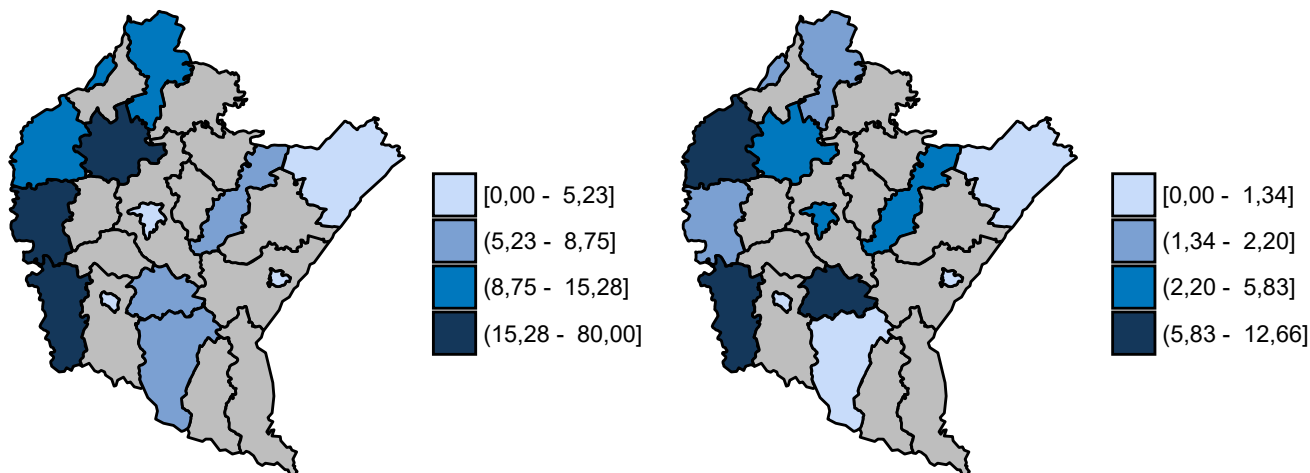 [0,00 - 5,23]
(5,23 - 8,75]
(8,75 - 15,28]
(15,28 - 80,00]
[0,00 - 1,34]
(1,34 - 2,20]
(2,20 - 5,83]
(5,83 - 12,66]